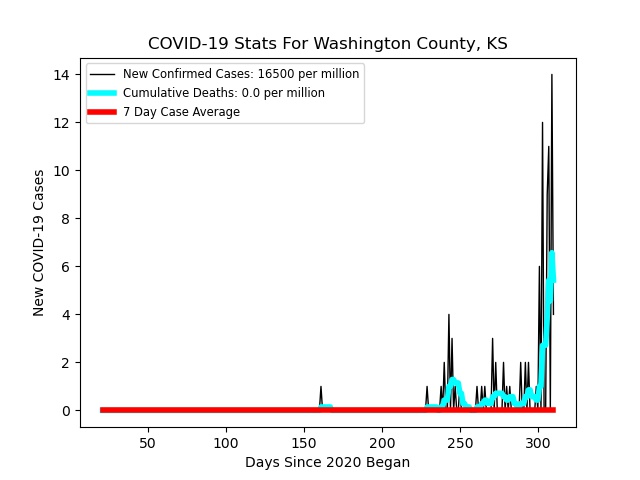 COVID-19 Stats For Washington County, KS
New Confirmed Cases: 16500 per million
Cumulative Deaths: 0.0 per million
7 Day Case Average
New COVID-19 Cases
14
12
10
8
6
4
2
0
50 100 150 200 250 300
Days Since 2020 Began